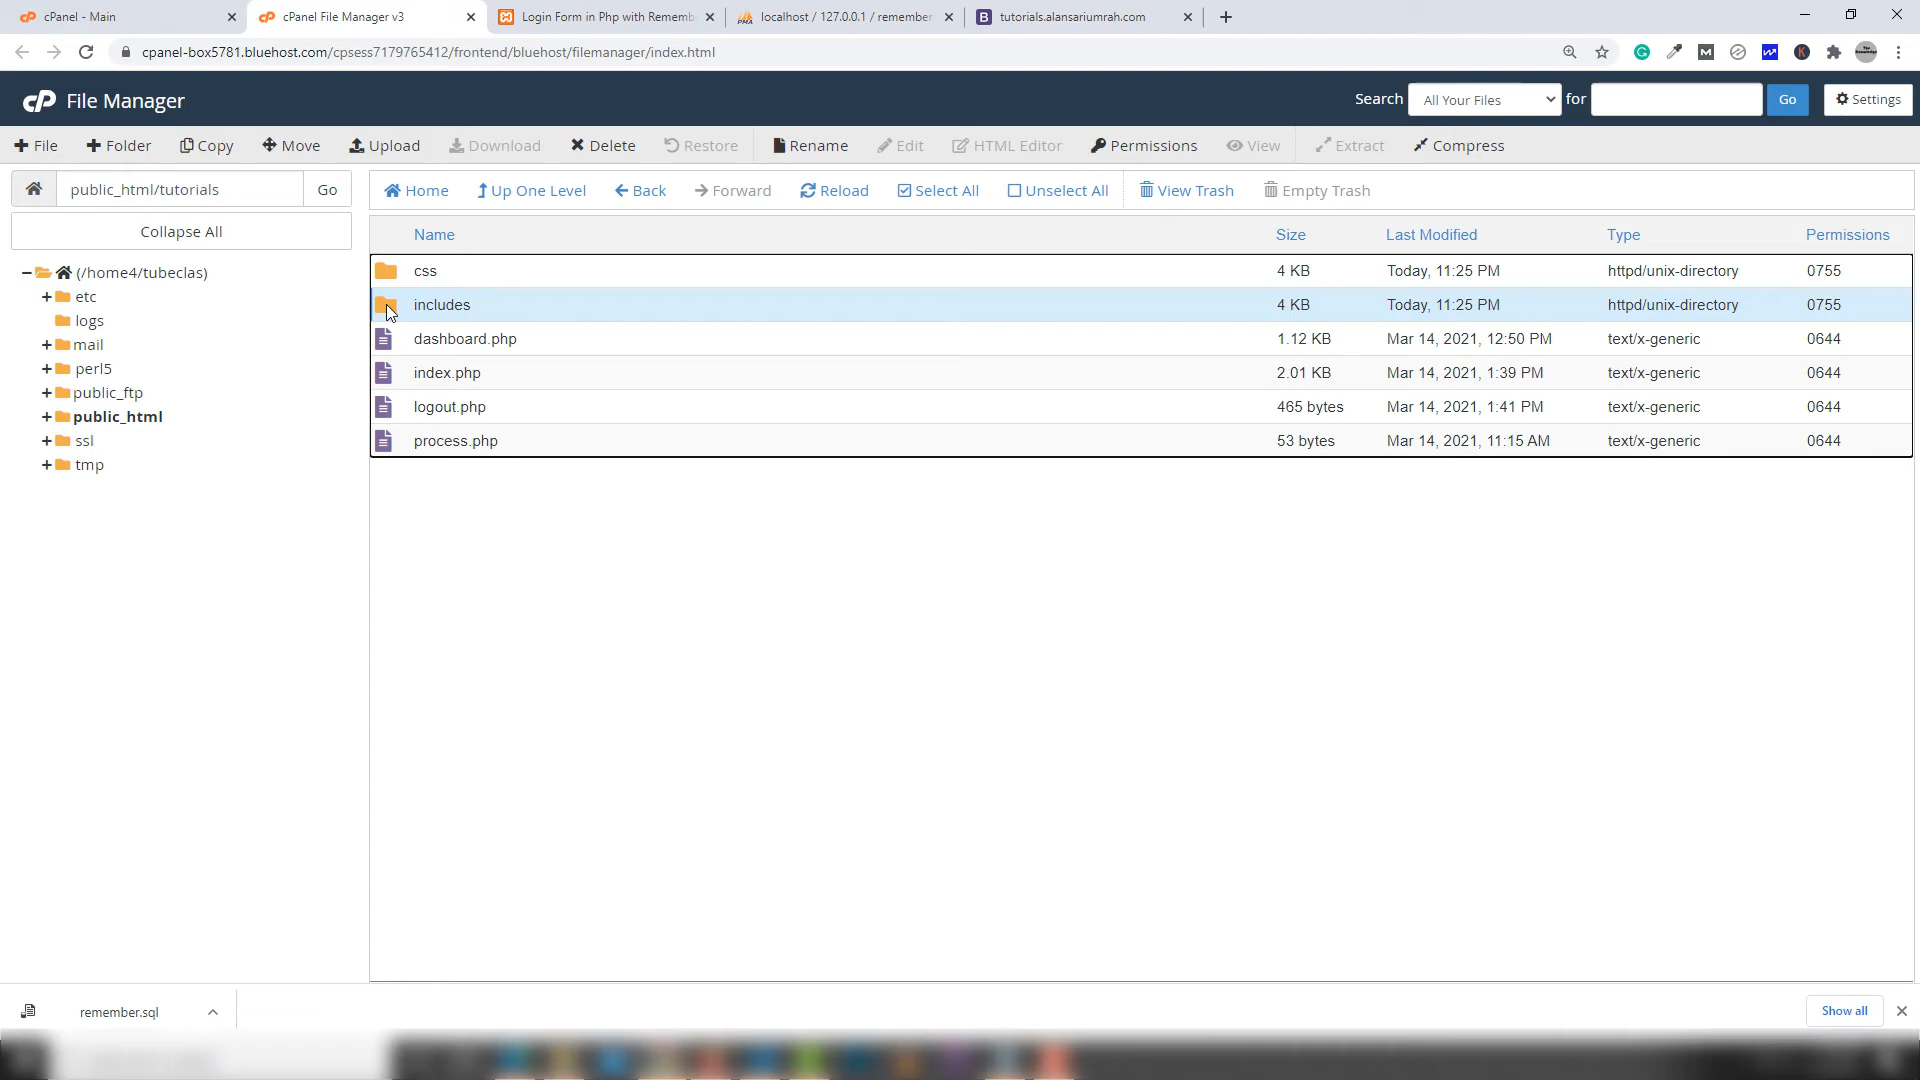 cPanel - Main
cPanel File Manager v3
Login Form in Php with Rememb
localhost / 127.0.0.1 / remember
tutorials.alansariumrah.com
cpanel-box5781.bluehost.com/cpsess7179765412/frontend/bluehost/filemanager/index.html
cP File Manager
Search All Your Files for Go Settings
File Folder Copy Move Upload Download Delete Restore Rename Edit HTML Editor Permissions View Extract Compress
public_html/tutorials Go
Home Up One Level Back Forward Reload Select All Unselect All View Trash Empty Trash
Collapse All
Name Size Last Modified Type Permissions
css 4 KB Today, 11:25 PM httpd/unix-directory 0755
includes 4 KB Today, 11:25 PM httpd/unix-directory 0755
dashboard.php 1.12 KB Mar 14, 2021, 12:50 PM text/x-generic 0644
index.php 2.01 KB Mar 14, 2021, 1:39 PM text/x-generic 0644
logout.php 465 bytes Mar 14, 2021, 1:41 PM text/x-generic 0644
process.php 53 bytes Mar 14, 2021, 11:15 AM text/x-generic 0644
(/home4/tubeclas)
etc
logs
mail
perl5
public_ftp
public_html
ssl
tmp
remember.sql
Show all